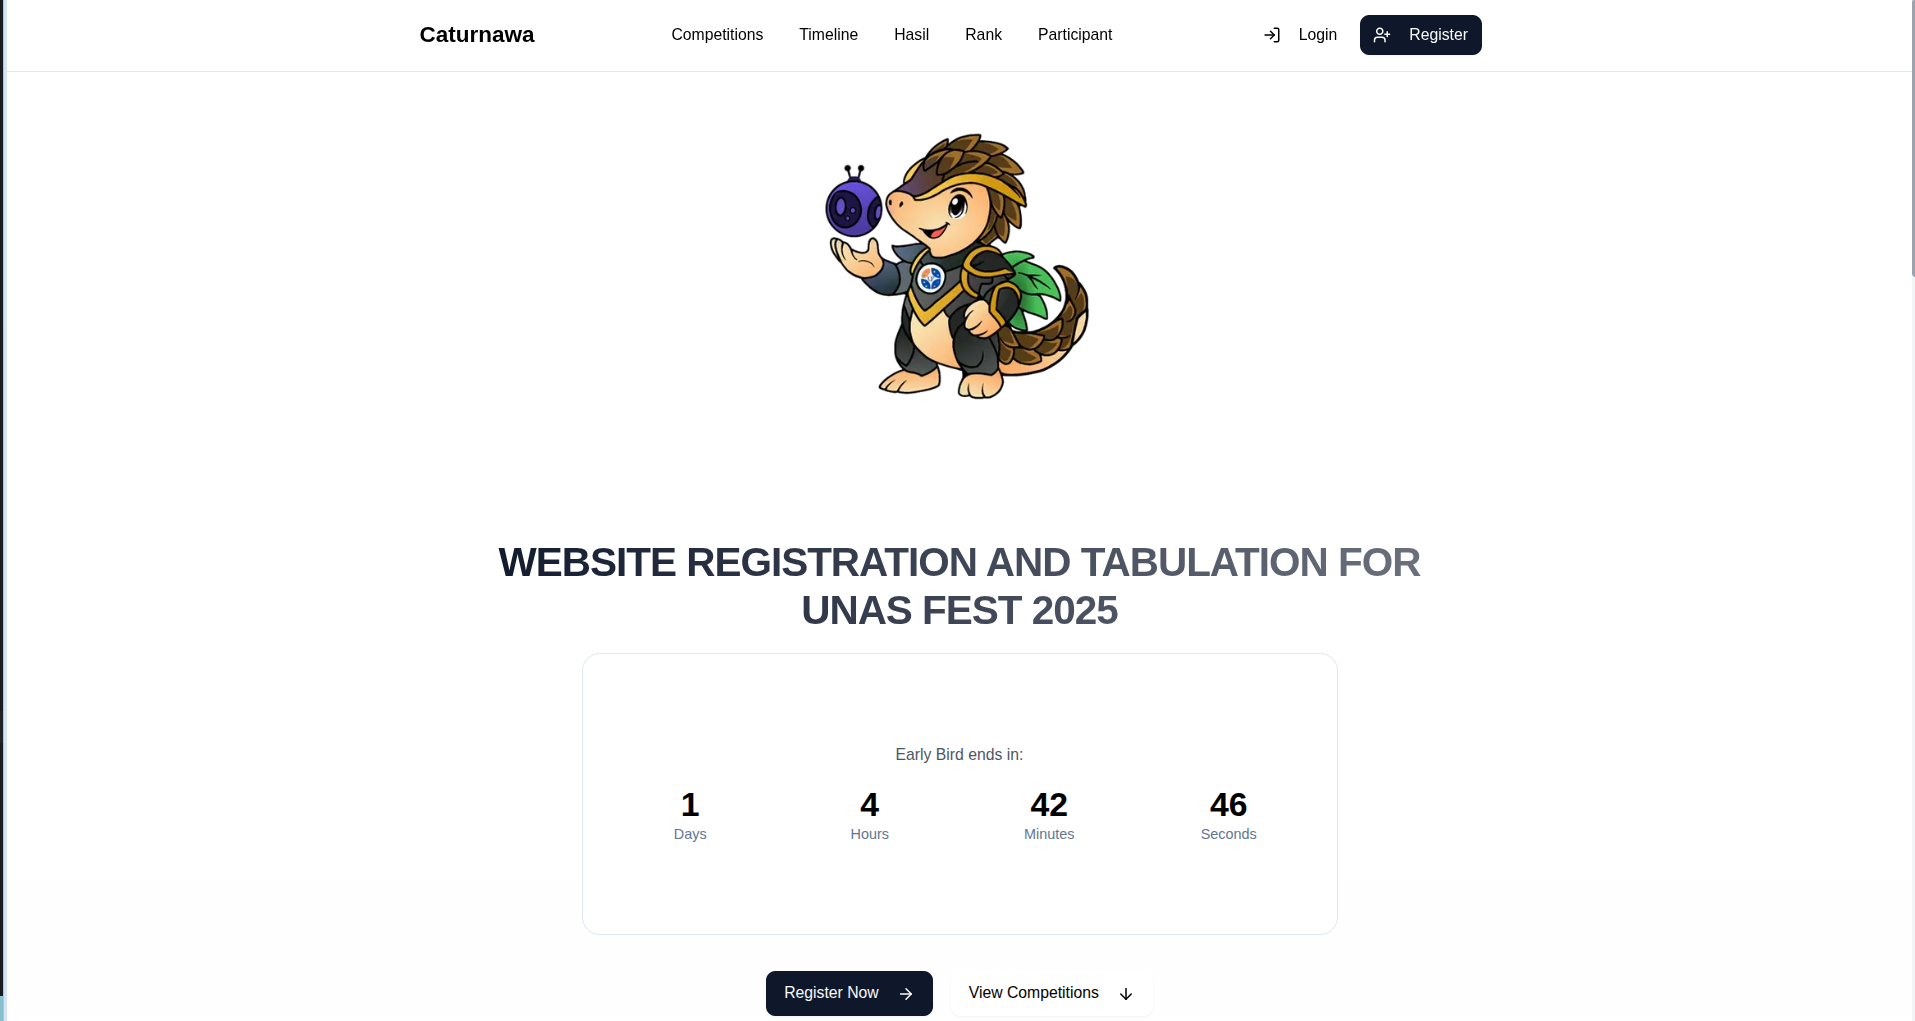 Caturnawa
Competitions
Timeline
Hasil
Rank
Participant
Login
Register
WEBSITE REGISTRATION AND TABULATION FOR
UNAS FEST 2025
Early Bird ends in:
1 4 42 46
Days Hours Minutes Seconds
Register Now
View Competitions